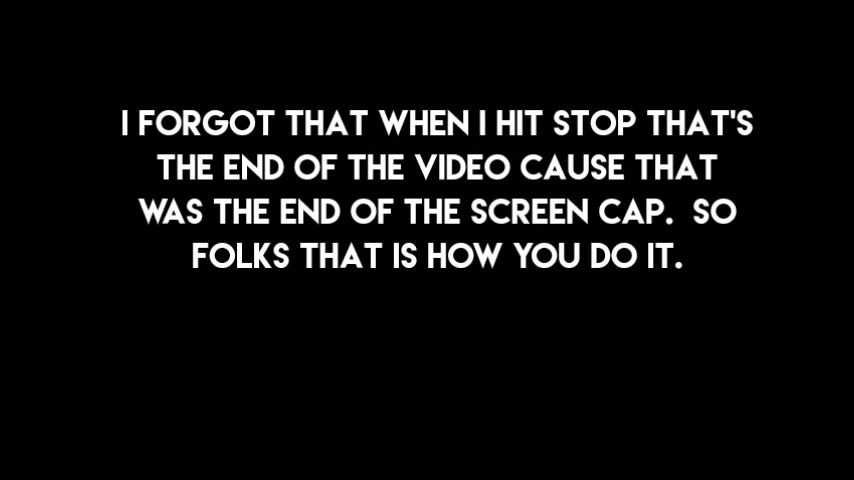 I FORGOT THAT WHEN I HIT STOP THAT'S
THE END OF THE VIDEO CAUSE THAT
WAS THE END OF THE SCREEN CAP.  SO
FOLKS THAT IS HOW YOU DO IT.